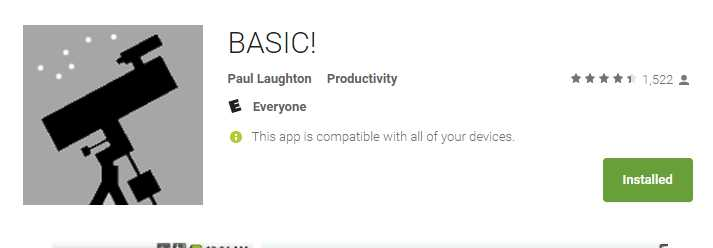 BASIC!
Paul Laughton Productivity
1,522
E Everyone
This app is compatible with all of your devices.
Installed